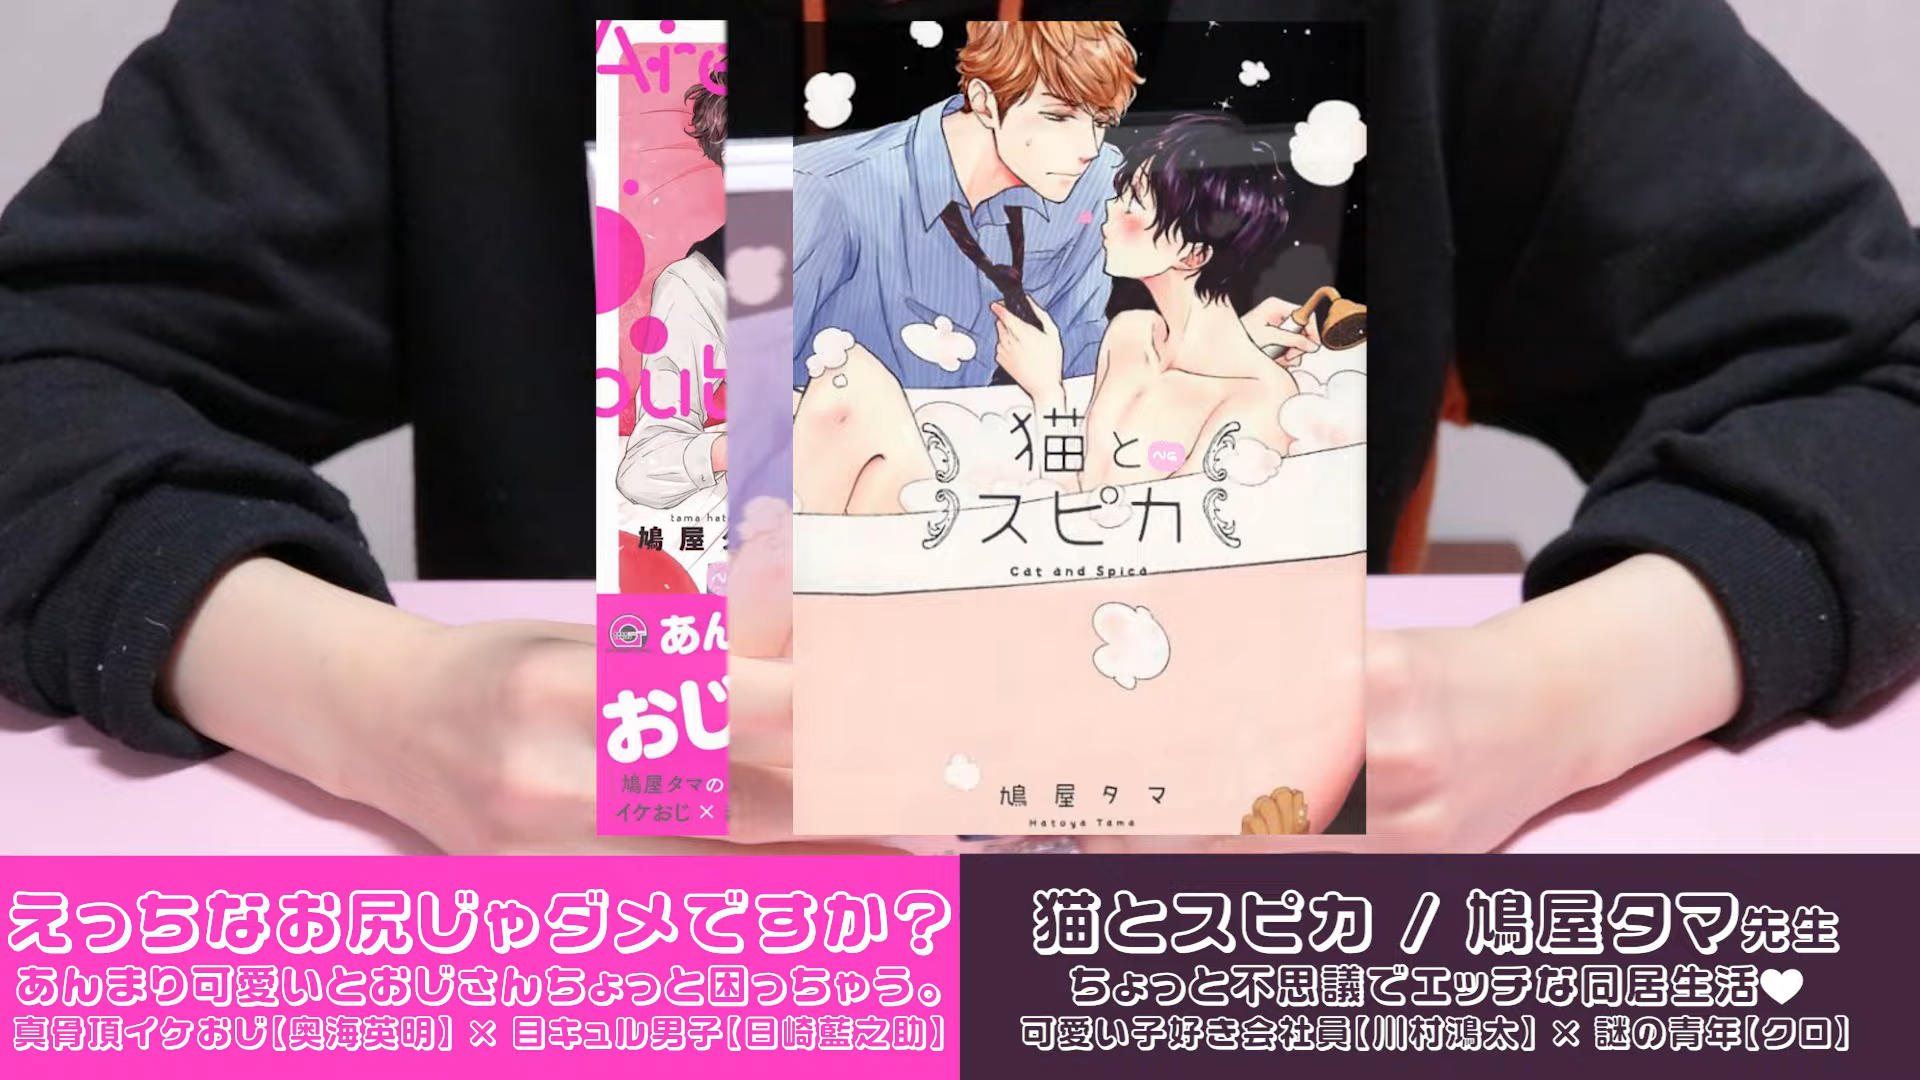 Are
out
tama hat
鳩屋
NG
あん
おじ
鳩屋タマの
イケおじ ×
猫と
NG
スピカ
Cat and Spica
鳩屋タマ
Hatoya Tama
えっちなお尻じゃダメですか?
あんまり可愛いとおじさんちょっと困っちゃう。
真骨頂イケおじ【奥海英明】× 目キュル男子【日崎藍之助】
猫とスピカ / 鳩屋タマ先生
ちょっと不思議でエッチな同居生活♥
可愛い子好き会社員【川村鴻太】× 謎の青年【クロ】